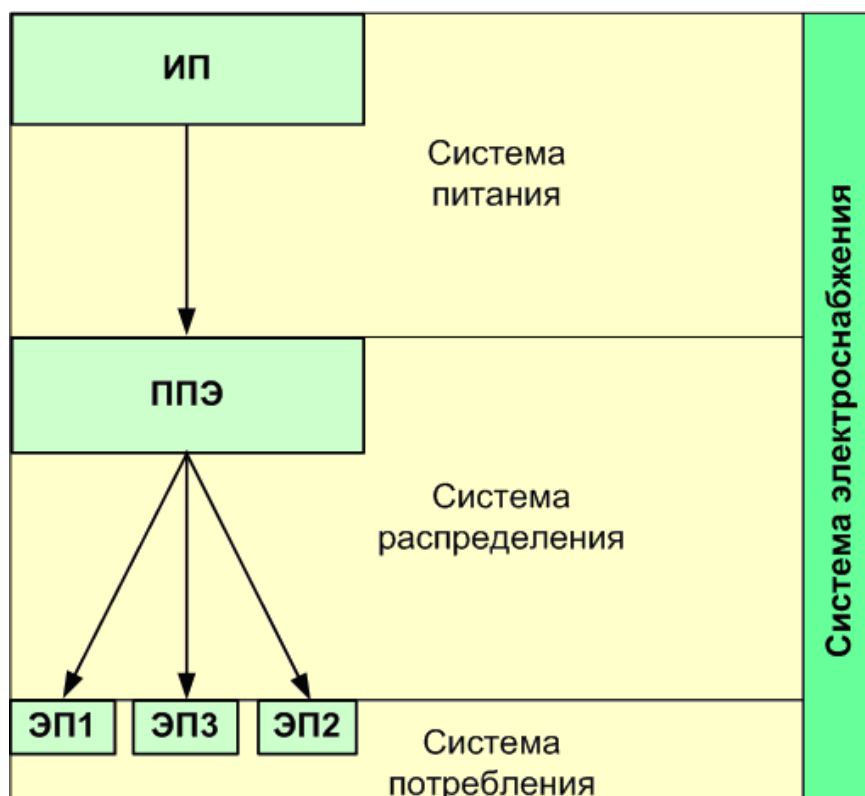 ИП
Система
питания
ППЭ
Система
распределения
ЭП1
ЭП3
ЭП2
Система
потребления
Система электроснабжения